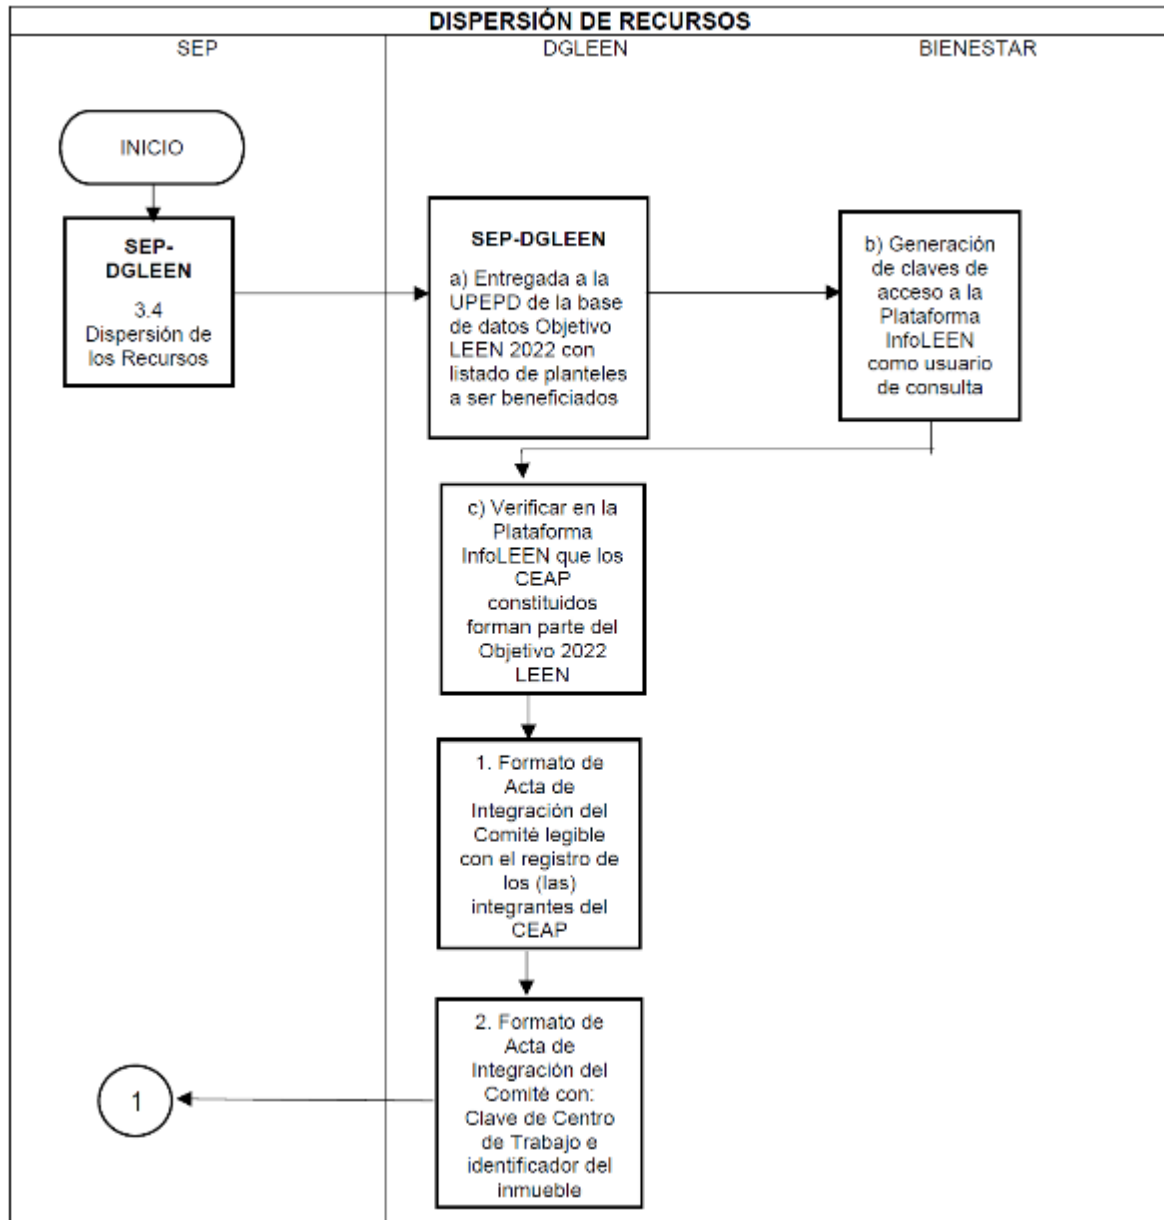 DISPERSIÓN DE RECURSOS
SEP
DGLEEN
BIENESTAR
INICIO
SEP-
DGLEEN
3.4
Dispersión de
los Recursos
SEP-DGLEEN
a) Entregada a la
UPEPD de la base
de datos Objetivo
LEEN 2022 con
listado de planteles
a ser beneficiados
b) Generación
de claves de
acceso a la
Plataforma
InfoLEEN
como usuario
de consulta
c) Verificar en la
Plataforma
InfoLEEN que los
CEAP
constituidos
forman parte del
Objetivo 2022
LEEN
1. Formato de
Acta de
Integración del
Comité legible
con el registro de
los (las)
integrantes del
CEAP
2. Formato de
Acta de
Integración del
Comité con:
Clave de Centro
de Trabajo e
identificador del
inmueble
1